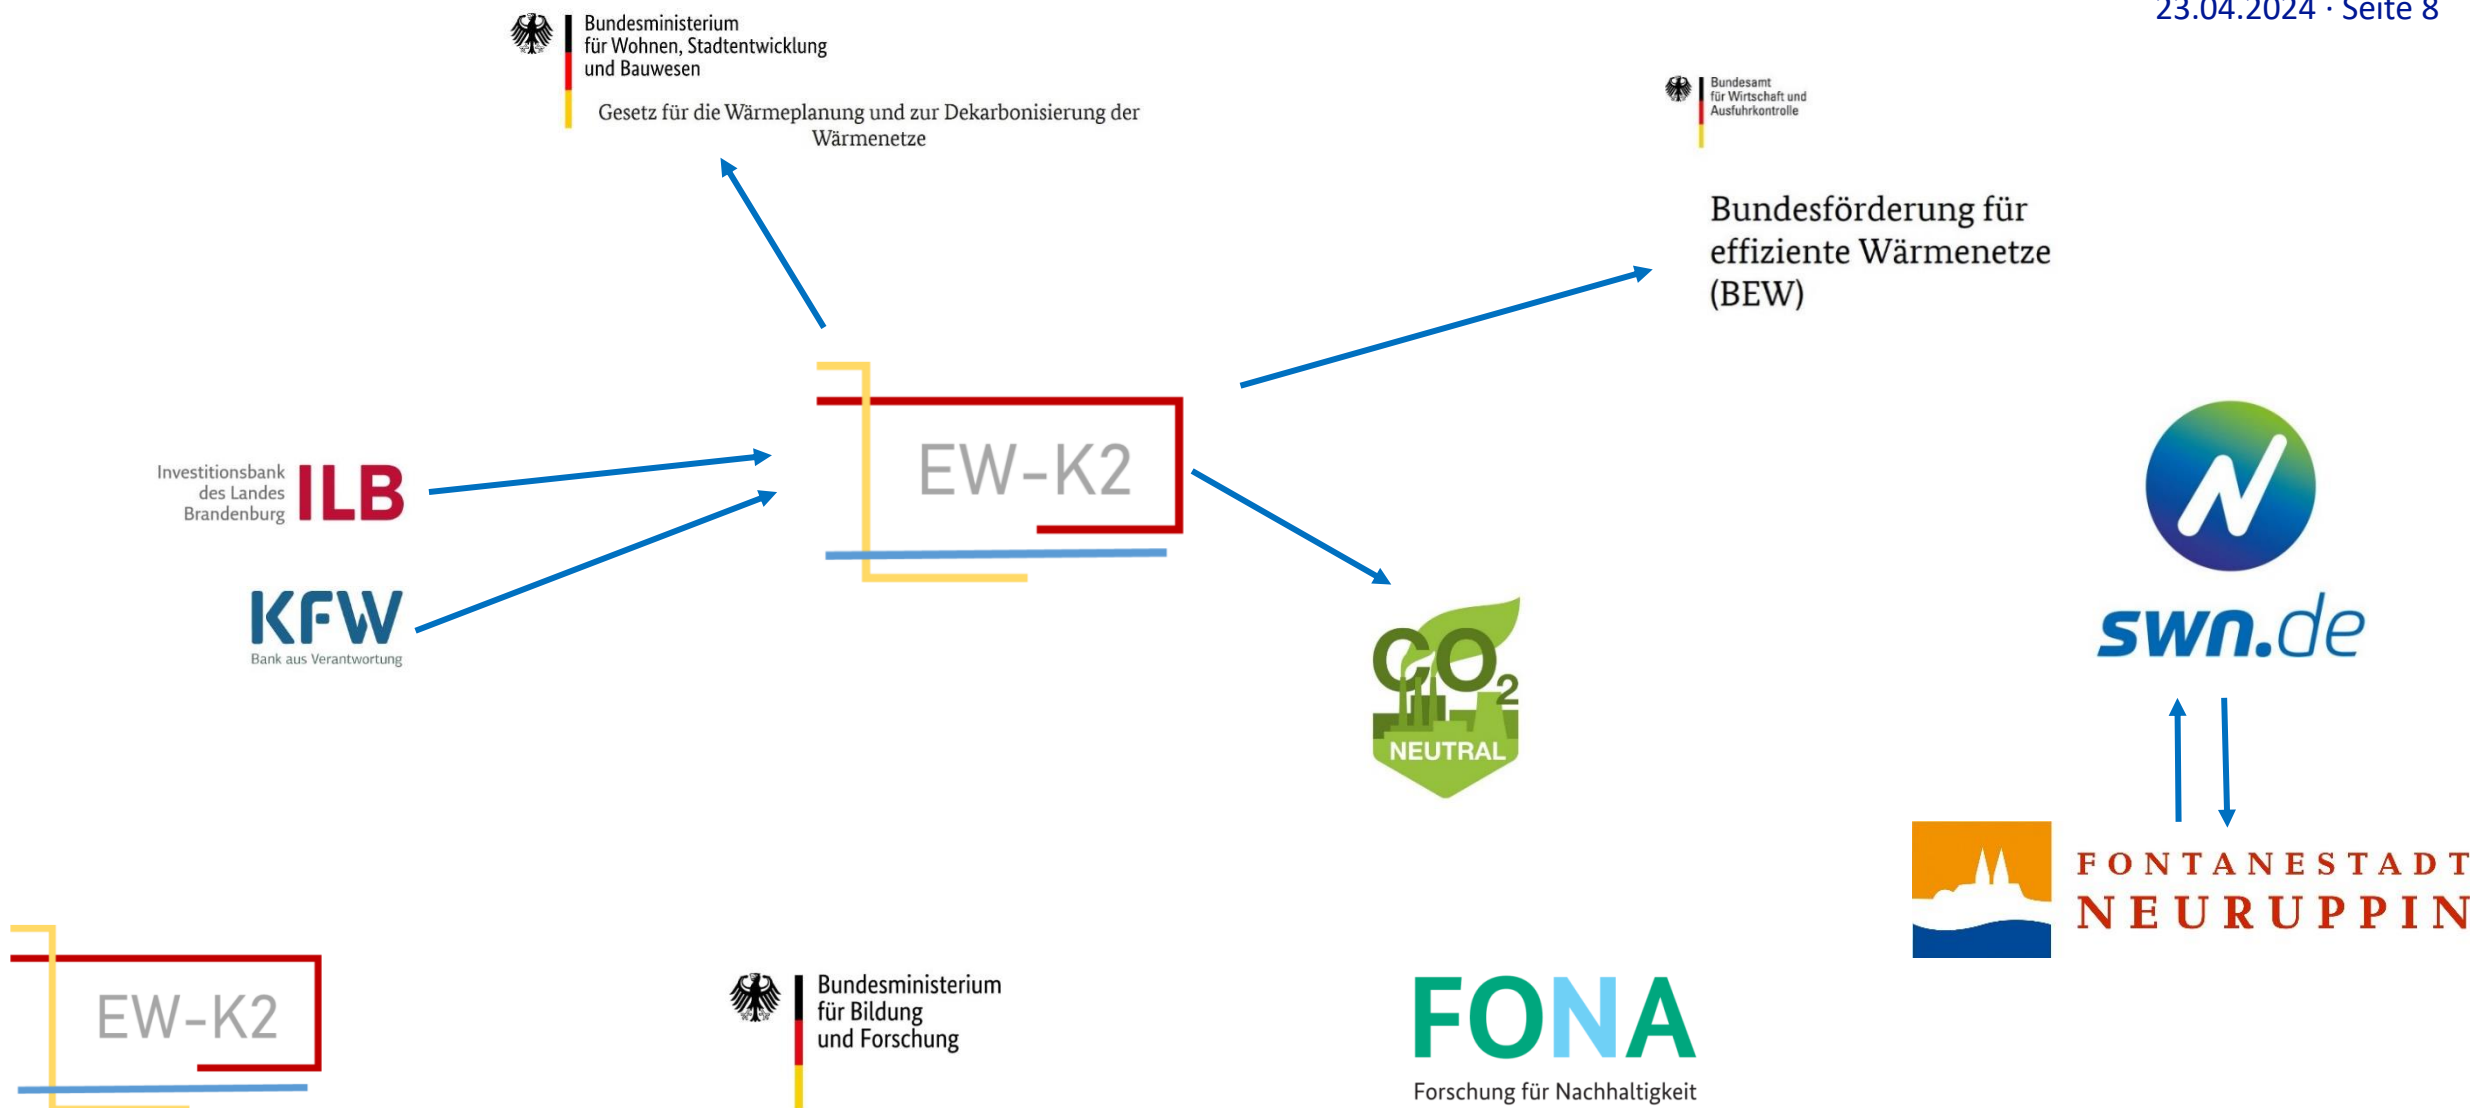 23.04.2024 · Seite 8
Bundesministerium
für Wohnen, Stadtentwicklung
und Bauwesen
Gesetz für die Wärmeplanung und zur Dekarbonisierung der
Wärmenetze
Bundesamt
für Wirtschaft und
Ausfuhrkontrolle
Bundesförderung für
effiziente Wärmenetze
(BEW)
Investitionsbank
des Landes
Brandenburg
ILB
KFW
Bank aus Verantwortung
EW-K2
CO2
NEUTRAL
N
swn.de
FONTANESTADT
NEURUPPIN
EW-K2
Bundesministerium
für Bildung
und Forschung
FONA
Forschung für Nachhaltigkeit